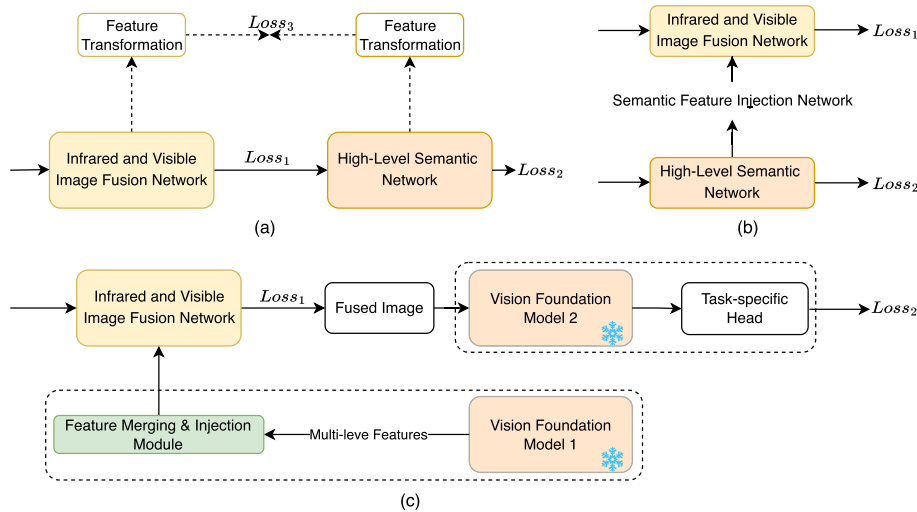 Feature
Transformation
Loss3
Feature
Transformation
Infrared and Visible
Image Fusion Network
Loss1
High-Level Semantic
Network
Loss2
(a)
Infrared and Visible
Image Fusion Network
Loss1
Semantic Feature Injection Network
High-Level Semantic
Network
Loss2
(b)
Infrared and Visible
Image Fusion Network
Loss1
Fused Image
Vision Foundation
Model 2
Task-specific
Head
Loss2
Feature Merging & Injection
Module
Multi-leve Features
Vision Foundation
Model 1
(c)